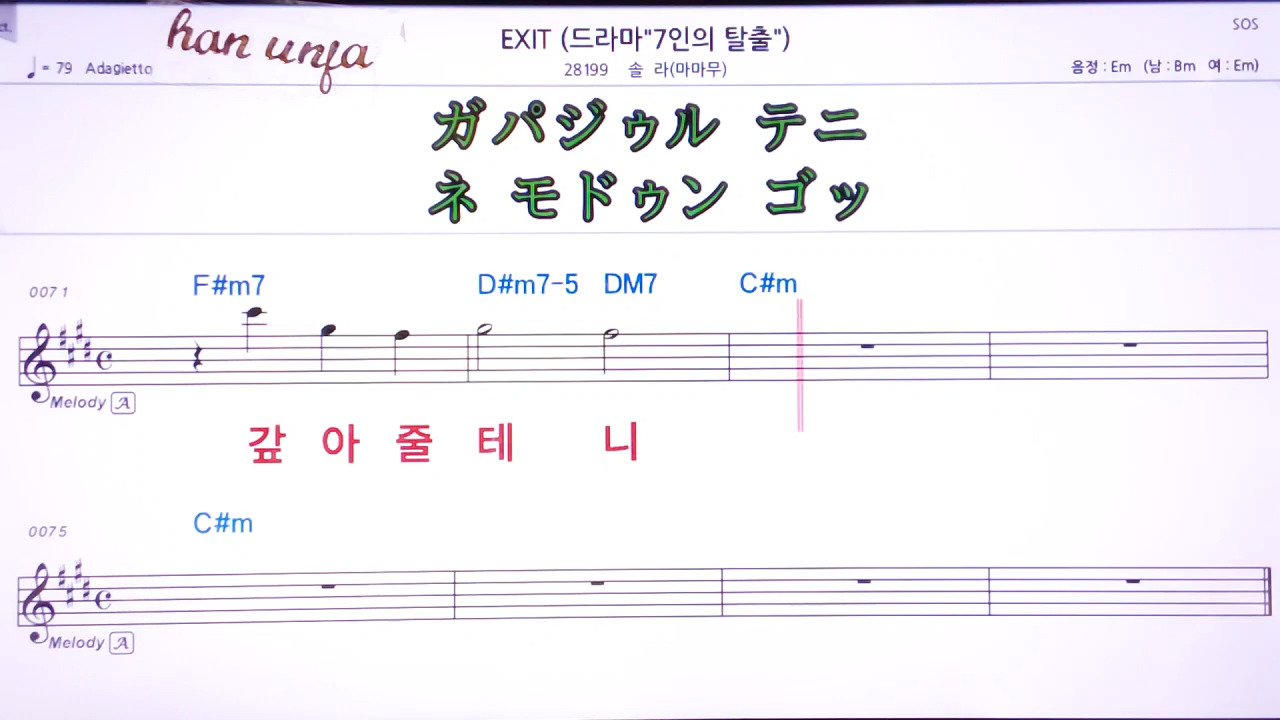 han unja
EXIT (드라마"7인의 탈출")
SOS
♩= 79 Adagietto
28199 솔 라(마마무)
음정 : Em (남 : Bm 여 : Em)
ガパジゥル テニ
ネ モドゥン ゴッ
0071
F#m7 D#m7-5 DM7 C#m
Melody A
갚 아 줄 테 니
0075
C#m
Melody A